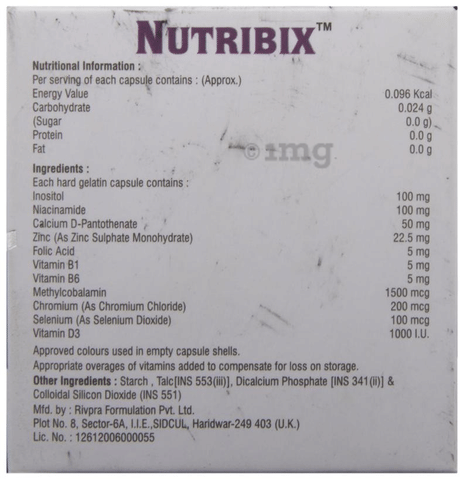 NUTRIBIX™
Nutritional Information :
Per serving of each capsule contains : (Approx.)
Energy Value 0.096 Kcal
Carbohydrate 0.024 g
(Sugar 0.0 g)
Protein 0.0 g
Fat 0.0 g
1mg
Ingredients :
Each hard gelatin capsule contains :
Inositol 100 mg
Niacinamide 100 mg
Calcium D-Pantothenate 50 mg
Zinc (As Zinc Sulphate Monohydrate) 22.5 mg
Folic Acid 5 mg
Vitamin B1 5 mg
Vitamin B6 5 mg
Methylcobalamin 1500 mcg
Chromium (As Chromium Chloride) 200 mcg
Selenium (As Selenium Dioxide) 100 mcg
Vitamin D3 1000 I.U.
Approved colours used in empty capsule shells.
Appropriate overages of vitamins added to compensate for loss on storage.
Other Ingredients : Starch , Talc[INS 553(iii)], Dicalcium Phosphate [INS 341(ii)] &
Colloidal Silicon Dioxide (INS 551)
Mfd. by : Rivpra Formulation Pvt. Ltd.
Plot No. 8, Sector-6A, I.I.E.,SIDCUL, Haridwar-249 403 (U.K.)
Lic. No. : 12612006000055